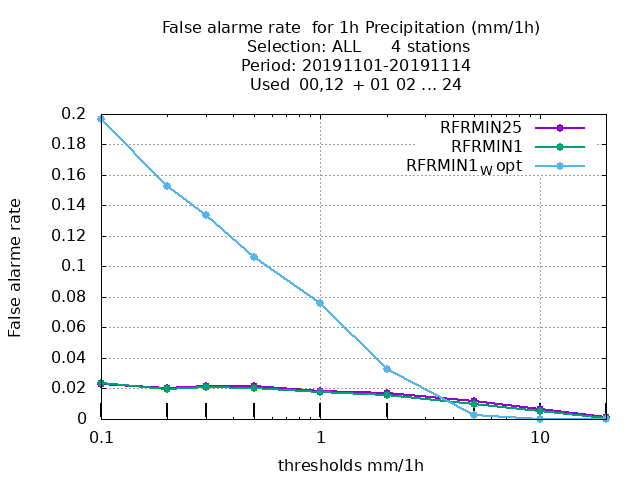 False alarme rate  for 1h Precipitation (mm/1h)
Selection: ALL      4 stations
Period: 20191101-20191114
Used  00,12  + 01 02 ... 24
RFRMIN25
RFRMIN1
RFRMIN1W opt
False alarme rate
0.2
0.18
0.16
0.14
0.12
0.1
0.08
0.06
0.04
0.02
0
0.1 1 10
thresholds mm/1h